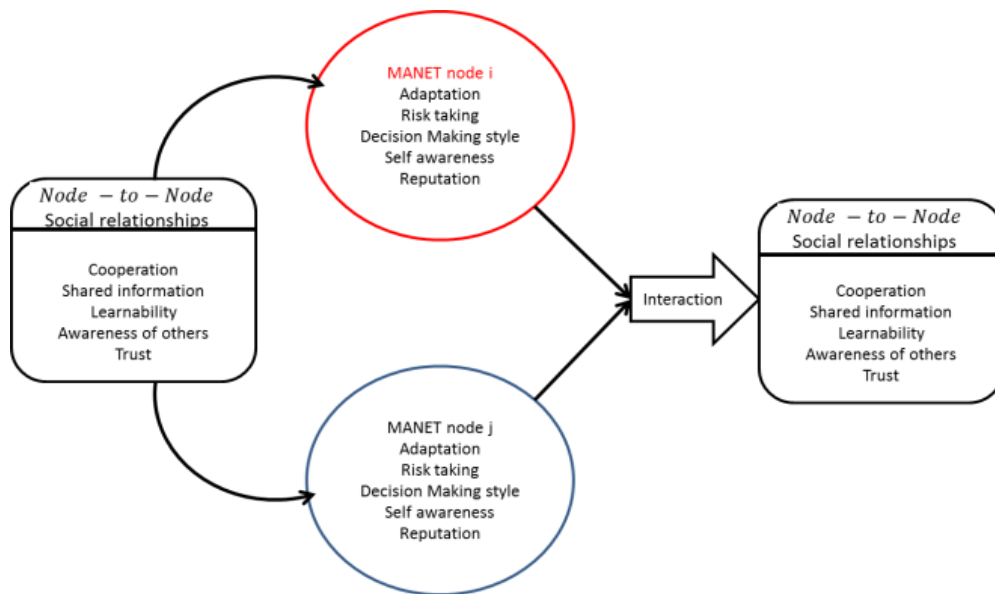 Node - to - Node
Social relationships
Cooperation
Shared information
Learnability
Awareness of others
Trust
MANET node i
Adaptation
Risk taking
Decision Making style
Self awareness
Reputation
MANET node j
Adaptation
Risk taking
Decision Making style
Self awareness
Reputation
Interaction
Node - to - Node
Social relationships
Cooperation
Shared information
Learnability
Awareness of others
Trust